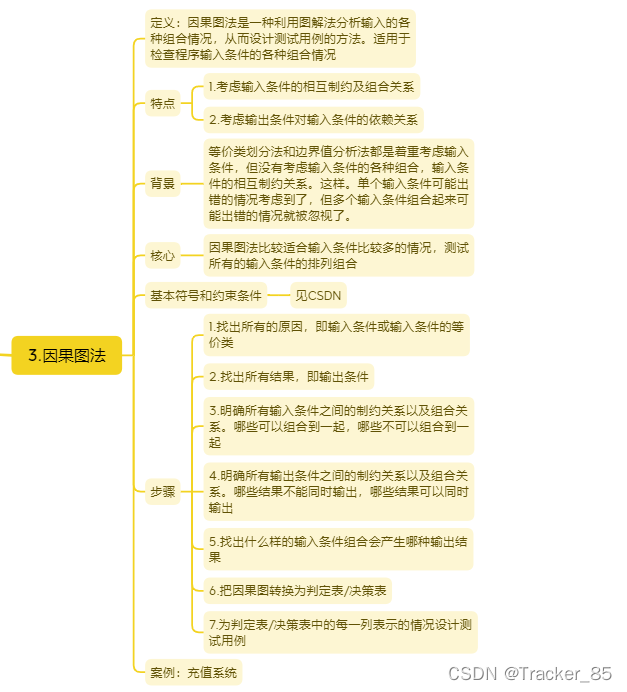 定义：因果图法是一种利用图解法分析输入的各
种组合情况，从而设计测试用例的方法。适用于
检查程序输入条件的各种组合情况
特点
1.考虑输入条件的相互制约及组合关系
2.考虑输出条件对输入条件的依赖关系
背景
等价类划分法和边界值分析法都是着重考虑输入
条件，但没有考虑输入条件的各种组合，输入条
件的相互制约关系。这样。单个输入条件可能出
错的情况考虑到了，但多个输入条件组合起来可
能出错的情况就被忽视了。
核心
因果图法比较适合输入条件比较多的情况，测试
所有的输入条件的排列组合
基本符号和约束条件
见CSDN
3.因果图法
步骤
1.找出所有的原因，即输入条件或输入条件的等
价类
2.找出所有结果，即输出条件
3.明确所有输入条件之间的制约关系以及组合关
系。哪些可以组合到一起，哪些不可以组合到一
起
4.明确所有输出条件之间的制约关系以及组合关
系。哪些结果不能同时输出，哪些结果可以同时
输出
5.找出什么样的输入条件组合会产生哪种输出结
果
6.把因果图转换为判定表/决策表
7.为判定表/决策表中的每一列表示的情况设计测
试用例
案例：充值系统
CSDN @Tracker_85